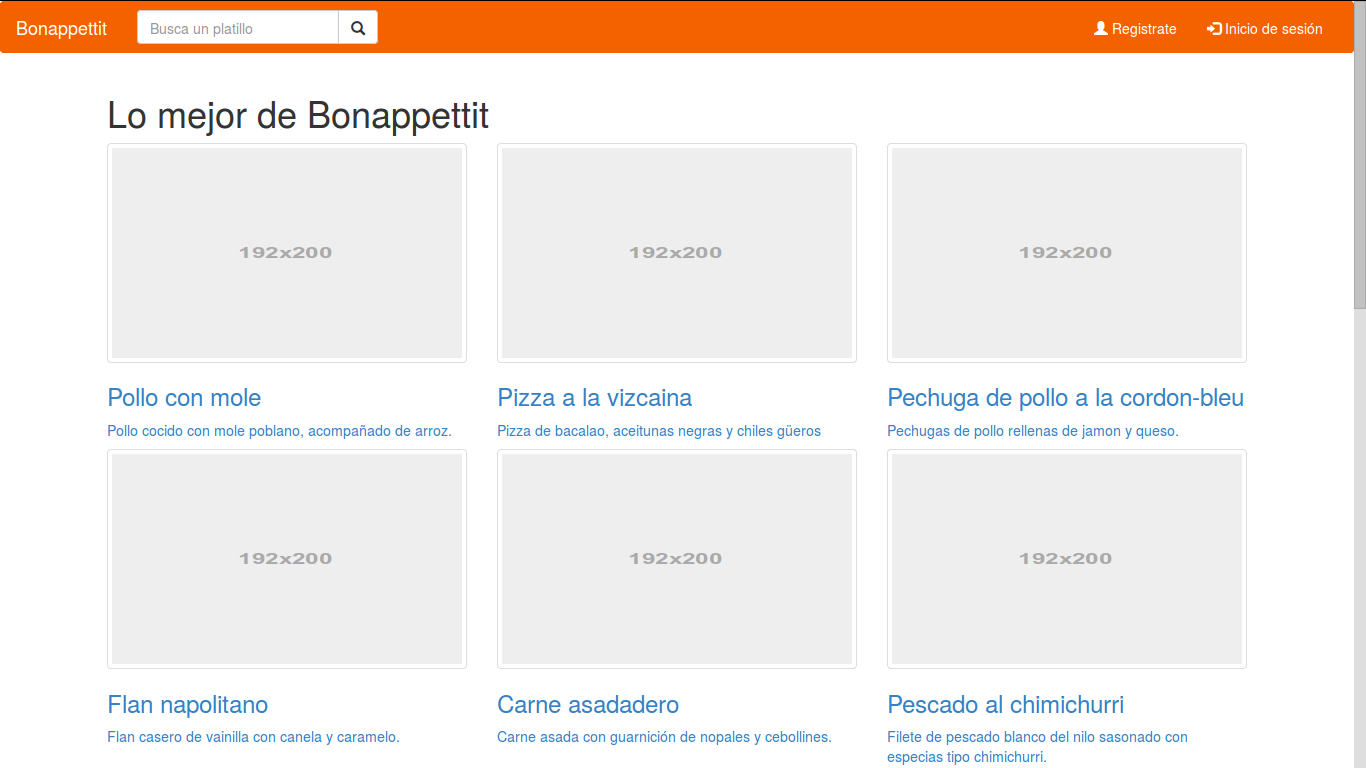 Bonappettit
Busca un platillo
Registrate
Inicio de sesión
Lo mejor de Bonappettit
192x200
192x200
192x200
Pollo con mole
Pizza a la vizcaina
Pechuga de pollo a la cordon-bleu
Pollo cocido con mole poblano, acompañado de arroz.
Pizza de bacalao, aceitunas negras y chiles güeros
Pechugas de pollo rellenas de jamon y queso.
192x200
192x200
192x200
Flan napolitano
Carne asadadero
Pescado al chimichurri
Flan casero de vainilla con canela y caramelo.
Carne asada con guarnición de nopales y cebollines.
Filete de pescado blanco del nilo sasonado con
especias tipo chimichurri.